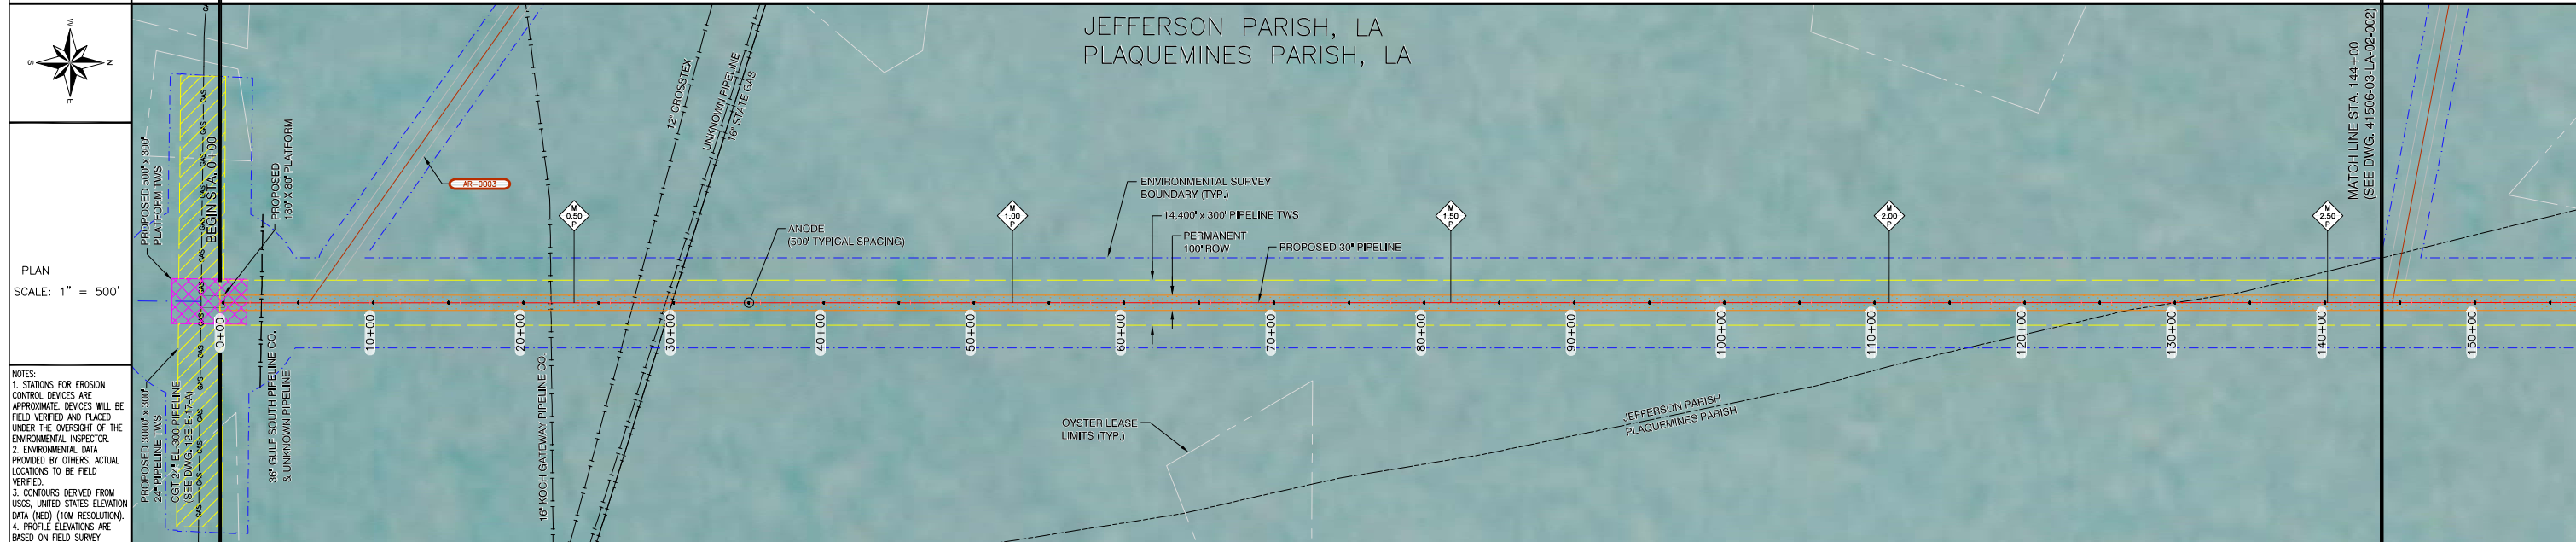 W
S
N
E
PLAN
SCALE: 1" = 500'
NOTES:
1. STATIONS FOR EROSION
CONTROL DEVICES ARE
APPROXIMATE. DEVICES WILL BE
FIELD VERIFIED AND PLACED
UNDER THE OVERSIGHT OF THE
ENVIRONMENTAL INSPECTOR.
2. ENVIRONMENTAL DATA
PROVIDED BY OTHERS. ACTUAL
LOCATIONS TO BE FIELD
VERIFIED.
3. CONTOURS DERIVED FROM
USGS, UNITED STATES ELEVATION
DATA (NED) (10M RESOLUTION).
4. PROFILE ELEVATIONS ARE
BASED ON FIELD SURVEY
JEFFERSON PARISH, LA
PLAQUEMINES PARISH, LA
PROPOSED 500' x 300'
PLATFORM TWS
BEGIN STA. 0+00
PROPOSED
180' X 80' PLATFORM
PROPOSED 3000' x 300'
24" PIPELINE TWS
CGT 24" EL-300 PIPELINE
(SEE DWG. 12E-E-17-A)
GAS
36" GULF SOUTH PIPELINE CO.
& UNKNOWN PIPELINE
AR-0003
16" KOCH GATEWAY PIPELINE CO.
12" CROSSTEX
UNKNOWN PIPELINE
16" STATE GAS
ANODE
(500' TYPICAL SPACING)
ENVIRONMENTAL SURVEY
BOUNDARY (TYP.)
14,400' x 300' PIPELINE TWS
PERMANENT
100' ROW
PROPOSED 30" PIPELINE
M
0.50
P
M
1.00
P
M
1.50
P
M
2.00
P
M
2.50
P
0+00
10+00
20+00
30+00
40+00
50+00
60+00
70+00
80+00
90+00
100+00
110+00
120+00
130+00
140+00
150+00
OYSTER LEASE
LIMITS (TYP.)
JEFFERSON PARISH
PLAQUEMINES PARISH
MATCH LINE STA. 144+00
(SEE DWG. 41506-03-LA-02-002)